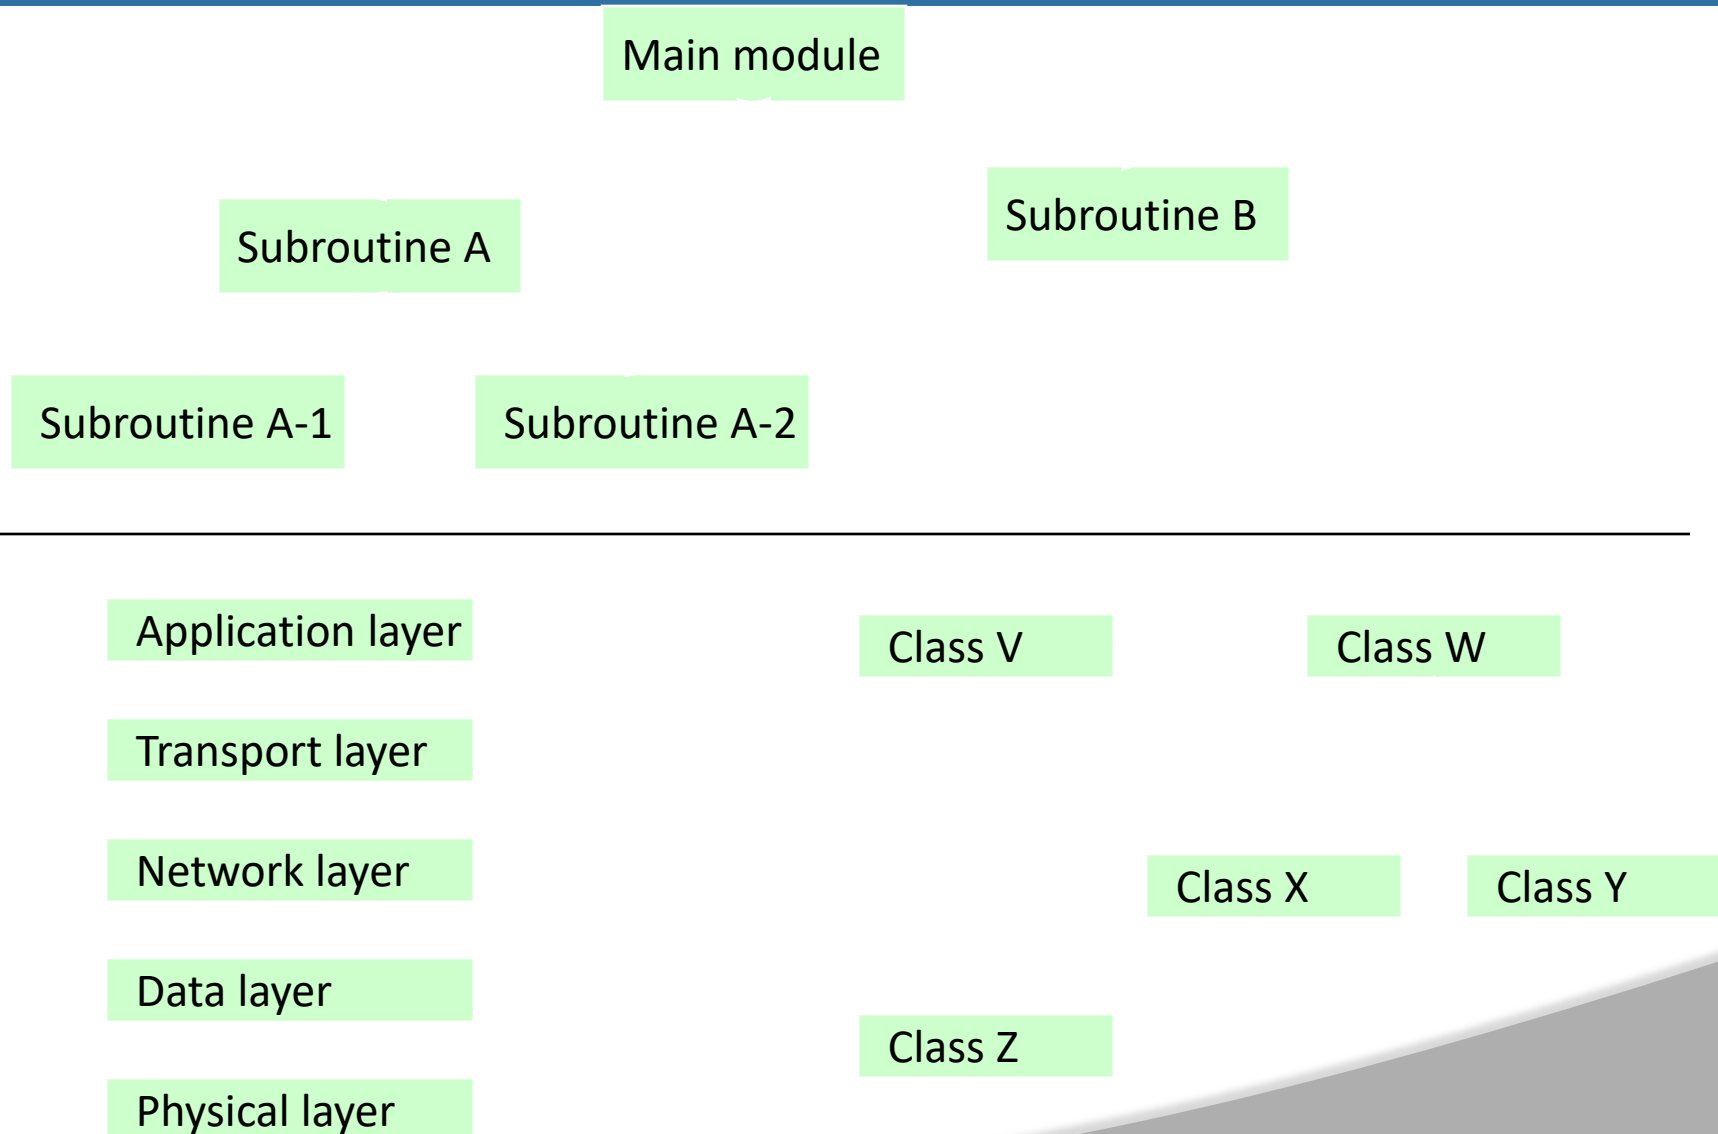 Main module
Subroutine B
Subroutine A
Subroutine A-1
Subroutine A-2
Application layer
Transport layer
Network layer
Data layer
Physical layer
Class V
Class W
Class X
Class Y
Class Z